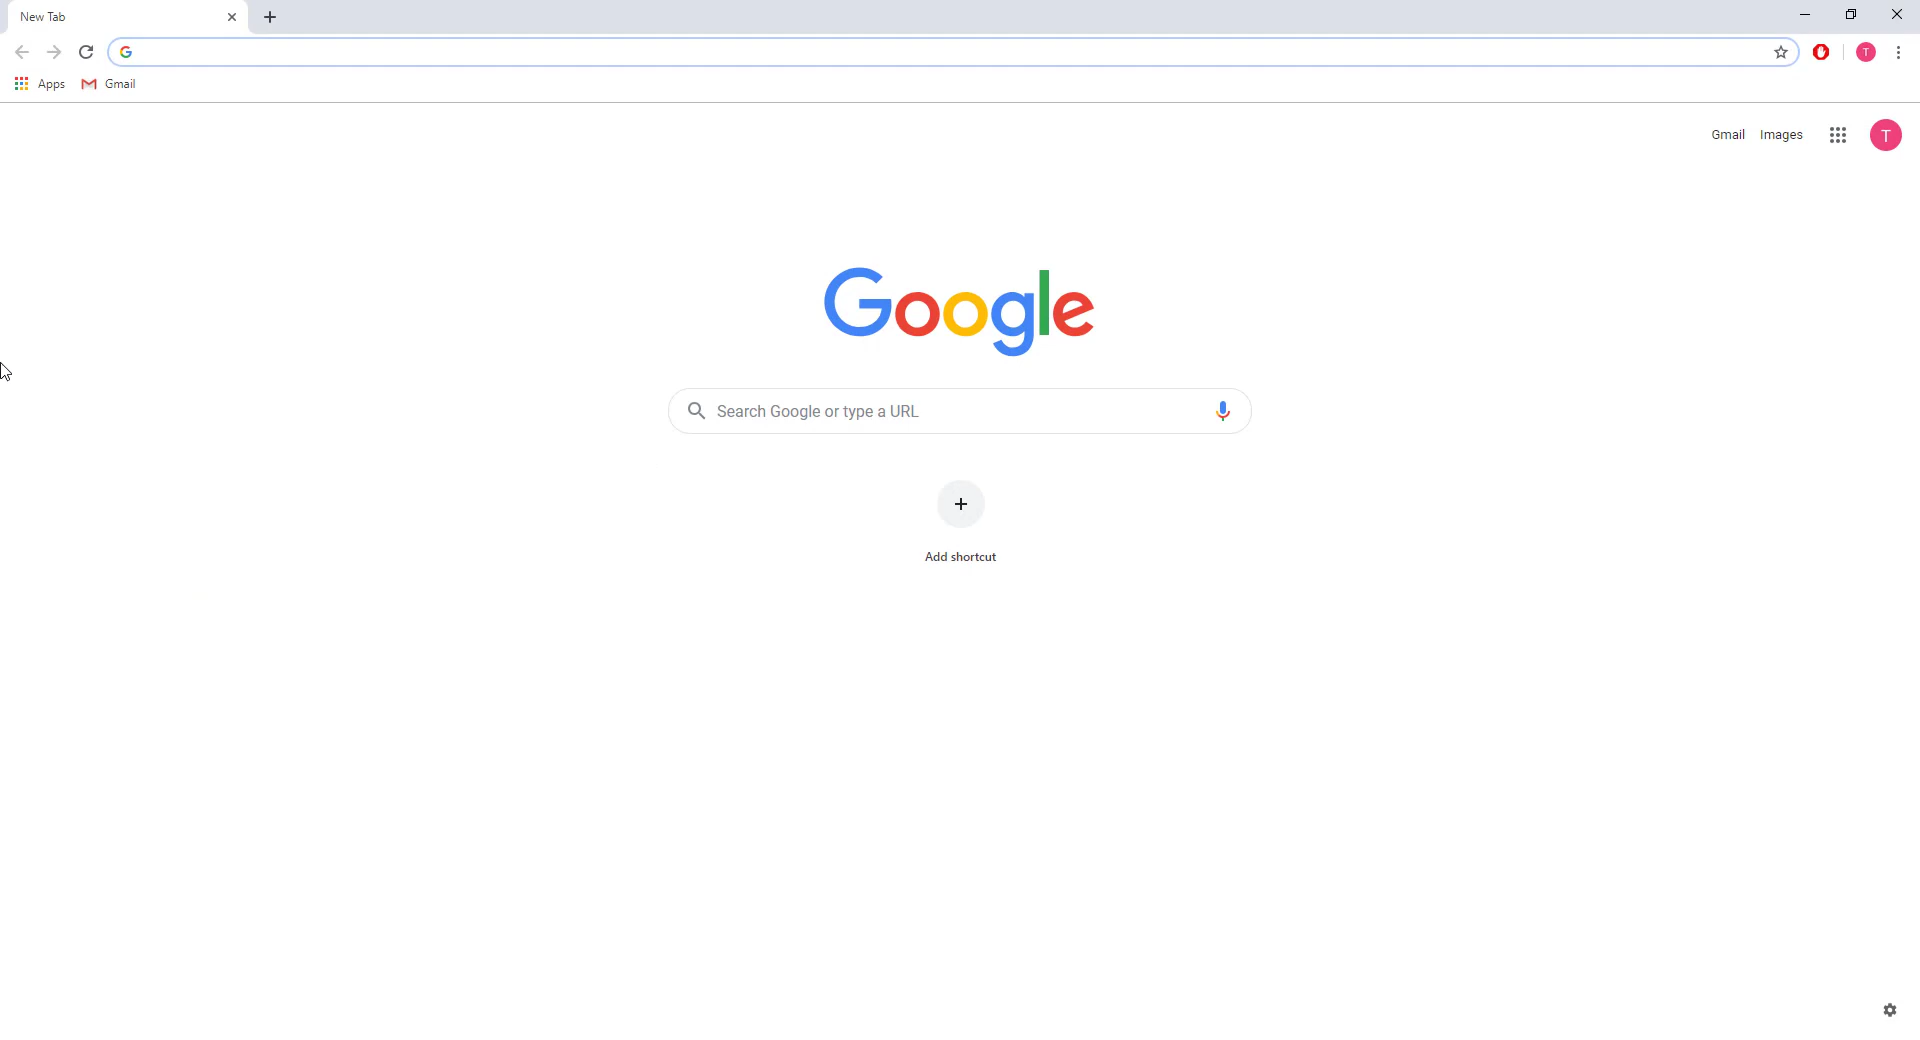 New Tab
Apps Gmail
Gmail Images T
T
Google
Search Google or type a URL
Add shortcut